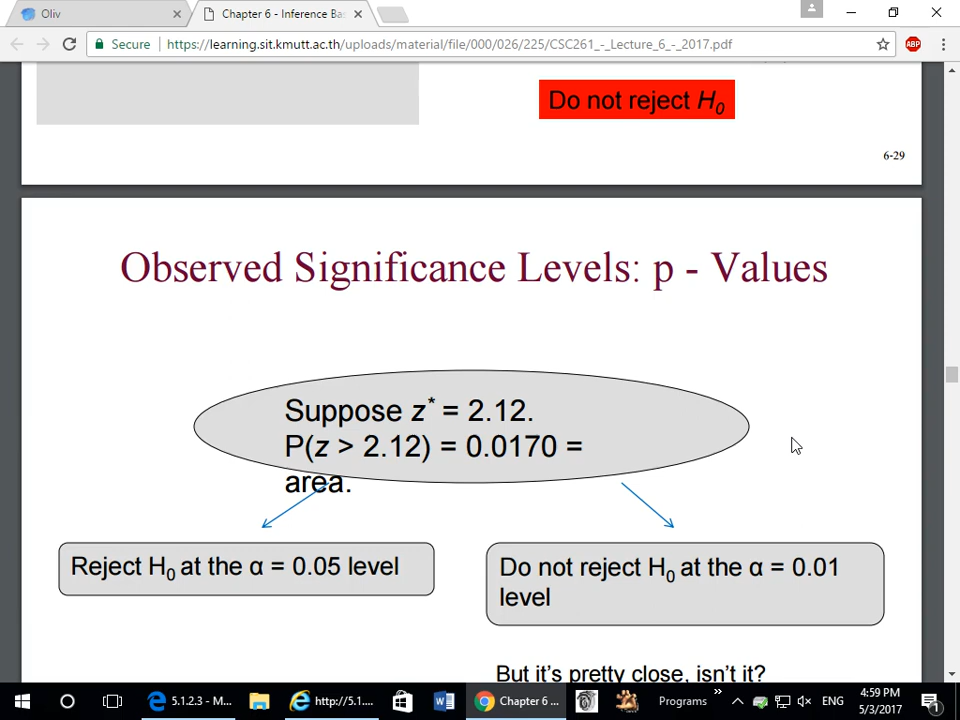 Oliv
Chapter 6 - Inference Bas
Secure
https://learning.sit.kmutt.ac.th/uploads/material/file/000/026/225/CSC261_-_Lecture_6_-_2017.pdf
ABP
Do not reject H0
6-29
Observed Significance Levels: p - Values
Suppose z* = 2.12.
P(z > 2.12) = 0.0170 =
area.
Reject H0 at the α = 0.05 level
Do not reject H0 at the α = 0.01
level
But it's pretty close, isn't it?
5.1.2.3 - M...
http://5.1....
Chapter 6 ...
Programs
ENG
4:59 PM
5/3/2017
1